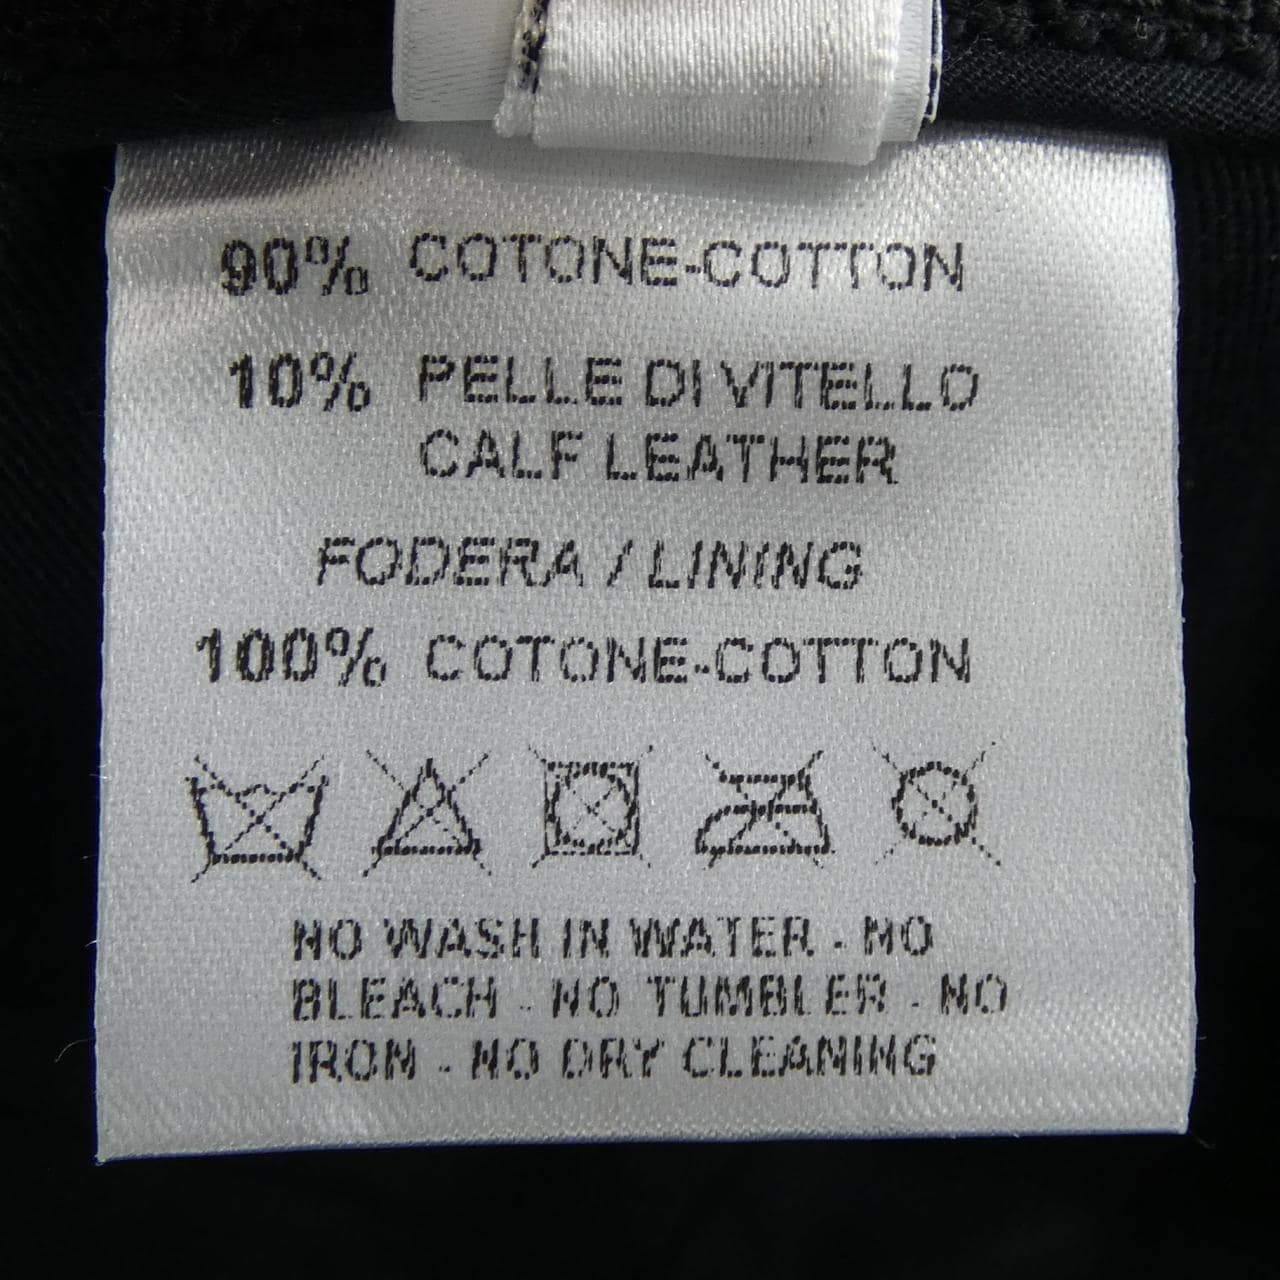 90% COTONE-COTTON
10% PELLE DI VITELLO
CALF LEATHER
FODERA / LINING
100% COTONE-COTTON
NO WASH IN WATER - NO
BLEACH - NO TUMBLER - NO
IRON - NO DRY CLEANING